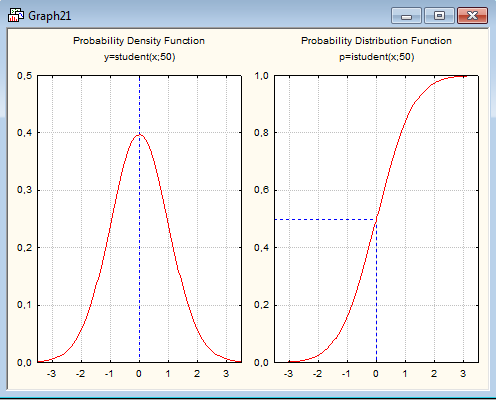 Graph21
Probability Density Function
y=student(x;50)
0,5
0,4
0,3
0,2
0,1
0,0
-3 -2 -1 0 1 2 3
Probability Distribution Function
p=istudent(x;50)
1,0
0,8
0,6
0,4
0,2
0,0
-3 -2 -1 0 1 2 3